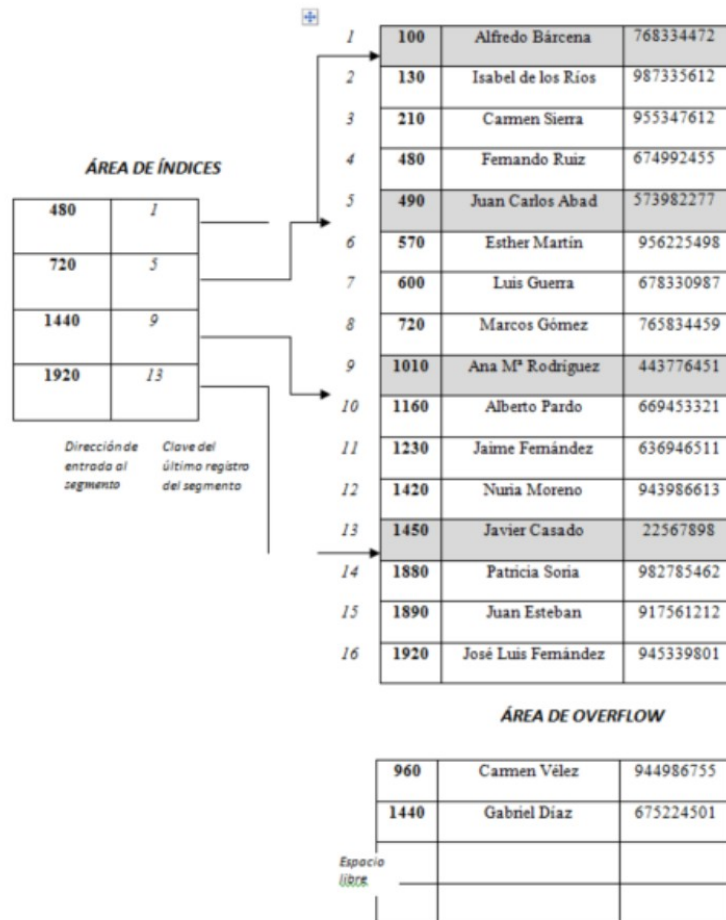 1 100 Alfredo Bárcena 768334472
2 130 Isabel de los Ríos 987335612
3 210 Carmen Sierra 955347612
4 480 Fernando Ruiz 674992455
5 490 Juan Carlos Abad 573982277
6 570 Esther Martín 956225498
7 600 Luis Guerra 678330987
8 720 Marcos Gómez 765834459
9 1010 Ana Mª Rodríguez 443776451
10 1160 Alberto Pardo 669453321
11 1230 Jaime Fernández 636946511
12 1420 Nuria Moreno 943986613
13 1450 Javier Casado 22567898
14 1880 Patricia Soria 982785462
15 1890 Juan Esteban 917561212
16 1920 José Luis Fernández 945339801
ÁREA DE ÍNDICES
480 1
720 5
1440 9
1920 13
Dirección de entrada al segmento
Clave del último registro del segmento
ÁREA DE OVERFLOW
960 Carmen Vélez 944986755
1440 Gabriel Díaz 675224501
Espacio
libre